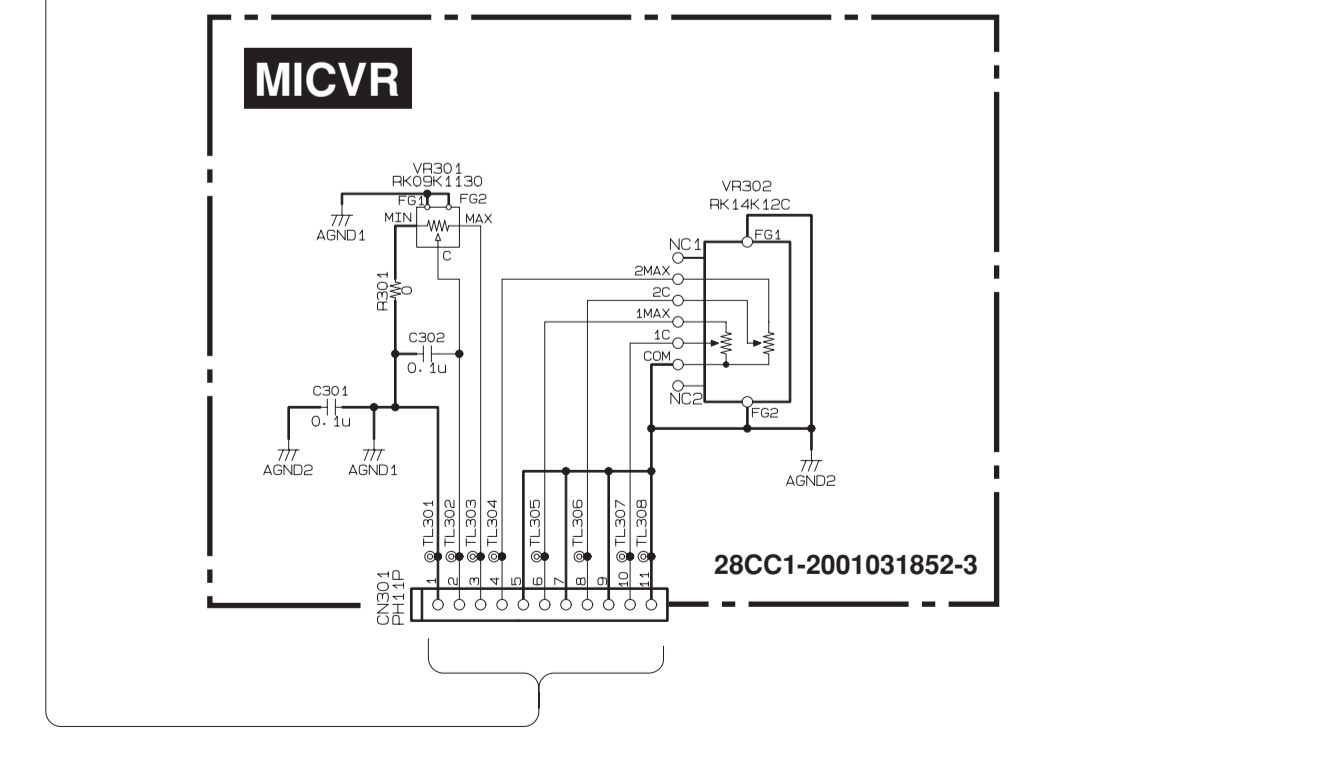 MICVR
VR301
RK09K1130
FG1
FG2
MIN
MAX
AGND1
C
R301
0
C302
0.1u
C301
0.1u
AGND2
AGND1
VR302
RK14K12C
FG1
NC1
2MAX
2C
1MAX
1C
COM
NC2
FG2
AGND2
TL301
TL302
TL303
TL304
TL305
TL306
TL307
TL308
1
2
3
4
5
6
7
8
9
10
11
CN301
PH11P
28CC1-2001031852-3